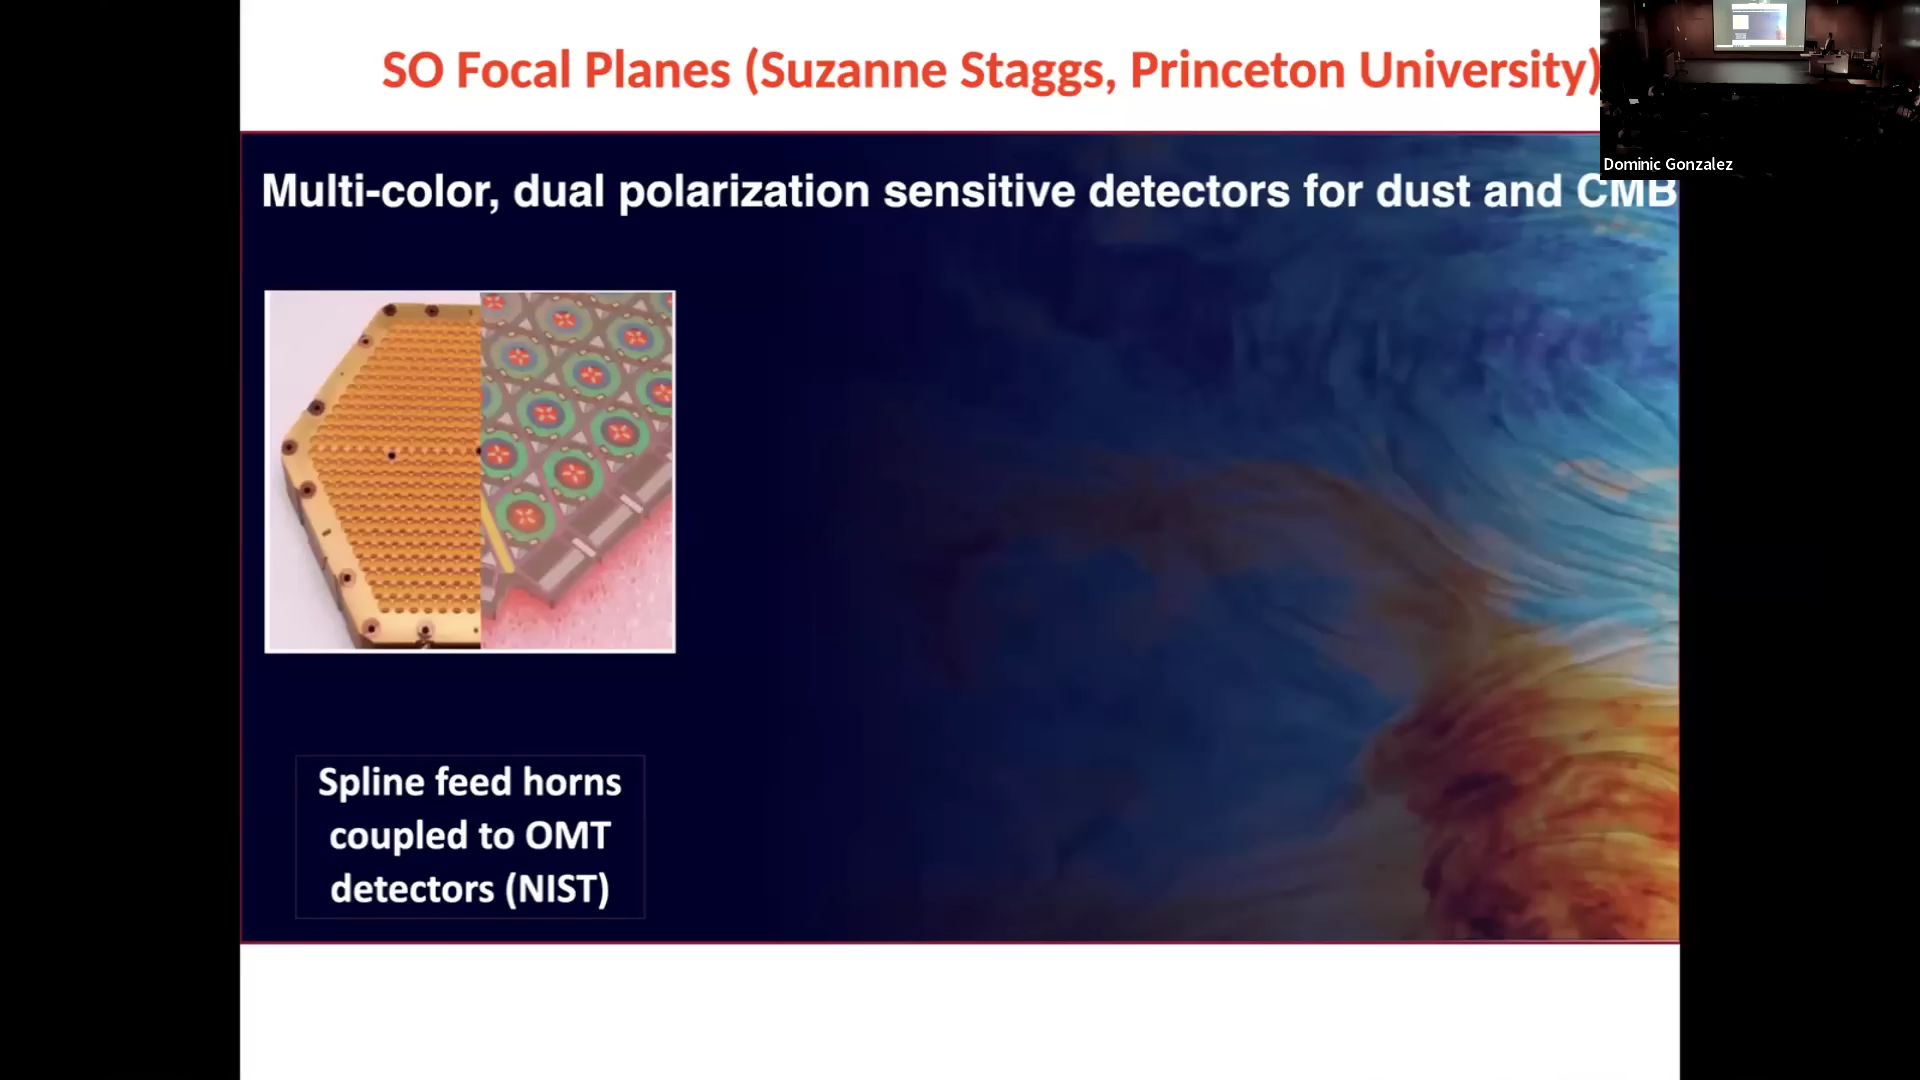 SO Focal Planes (Suzanne Staggs, Princeton University)
Dominic Gonzalez
Multi-color, dual polarization sensitive detectors for dust and CMB
Spline feed horns
coupled to OMT
detectors (NIST)